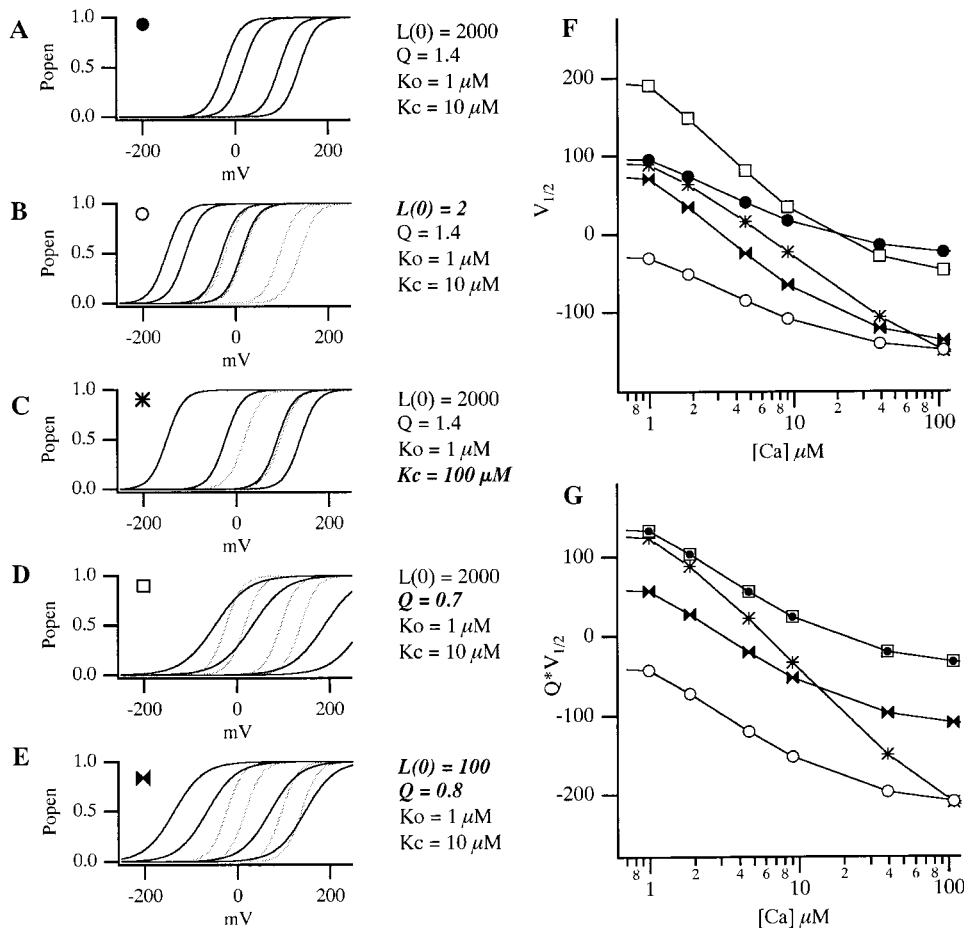 A
Popen
1.0
0.5
0.0
-200
0
200
mV
L(0) = 2000
Q = 1.4
Ko = 1 µM
Kc = 10 µM
B
Popen
1.0
0.5
0.0
-200
0
200
mV
L(0) = 2
Q = 1.4
Ko = 1 µM
Kc = 10 µM
C
Popen
1.0
0.5
0.0
-200
0
200
mV
L(0) = 2000
Q = 1.4
Ko = 1 µM
Kc = 100 µM
D
Popen
1.0
0.5
0.0
-200
0
200
mV
L(0) = 2000
Q = 0.7
Ko = 1 µM
Kc = 10 µM
E
Popen
1.0
0.5
0.0
-200
0
200
mV
L(0) = 100
Q = 0.8
Ko = 1 µM
Kc = 10 µM
F
V1/2
200
100
0
-100
8 1 2 4 6 8 10 2 4 6 8 100
[Ca] µM
G
Q*V1/2
100
0
-100
-200
8 1 2 4 6 8 10 2 4 6 8 100
[Ca] µM